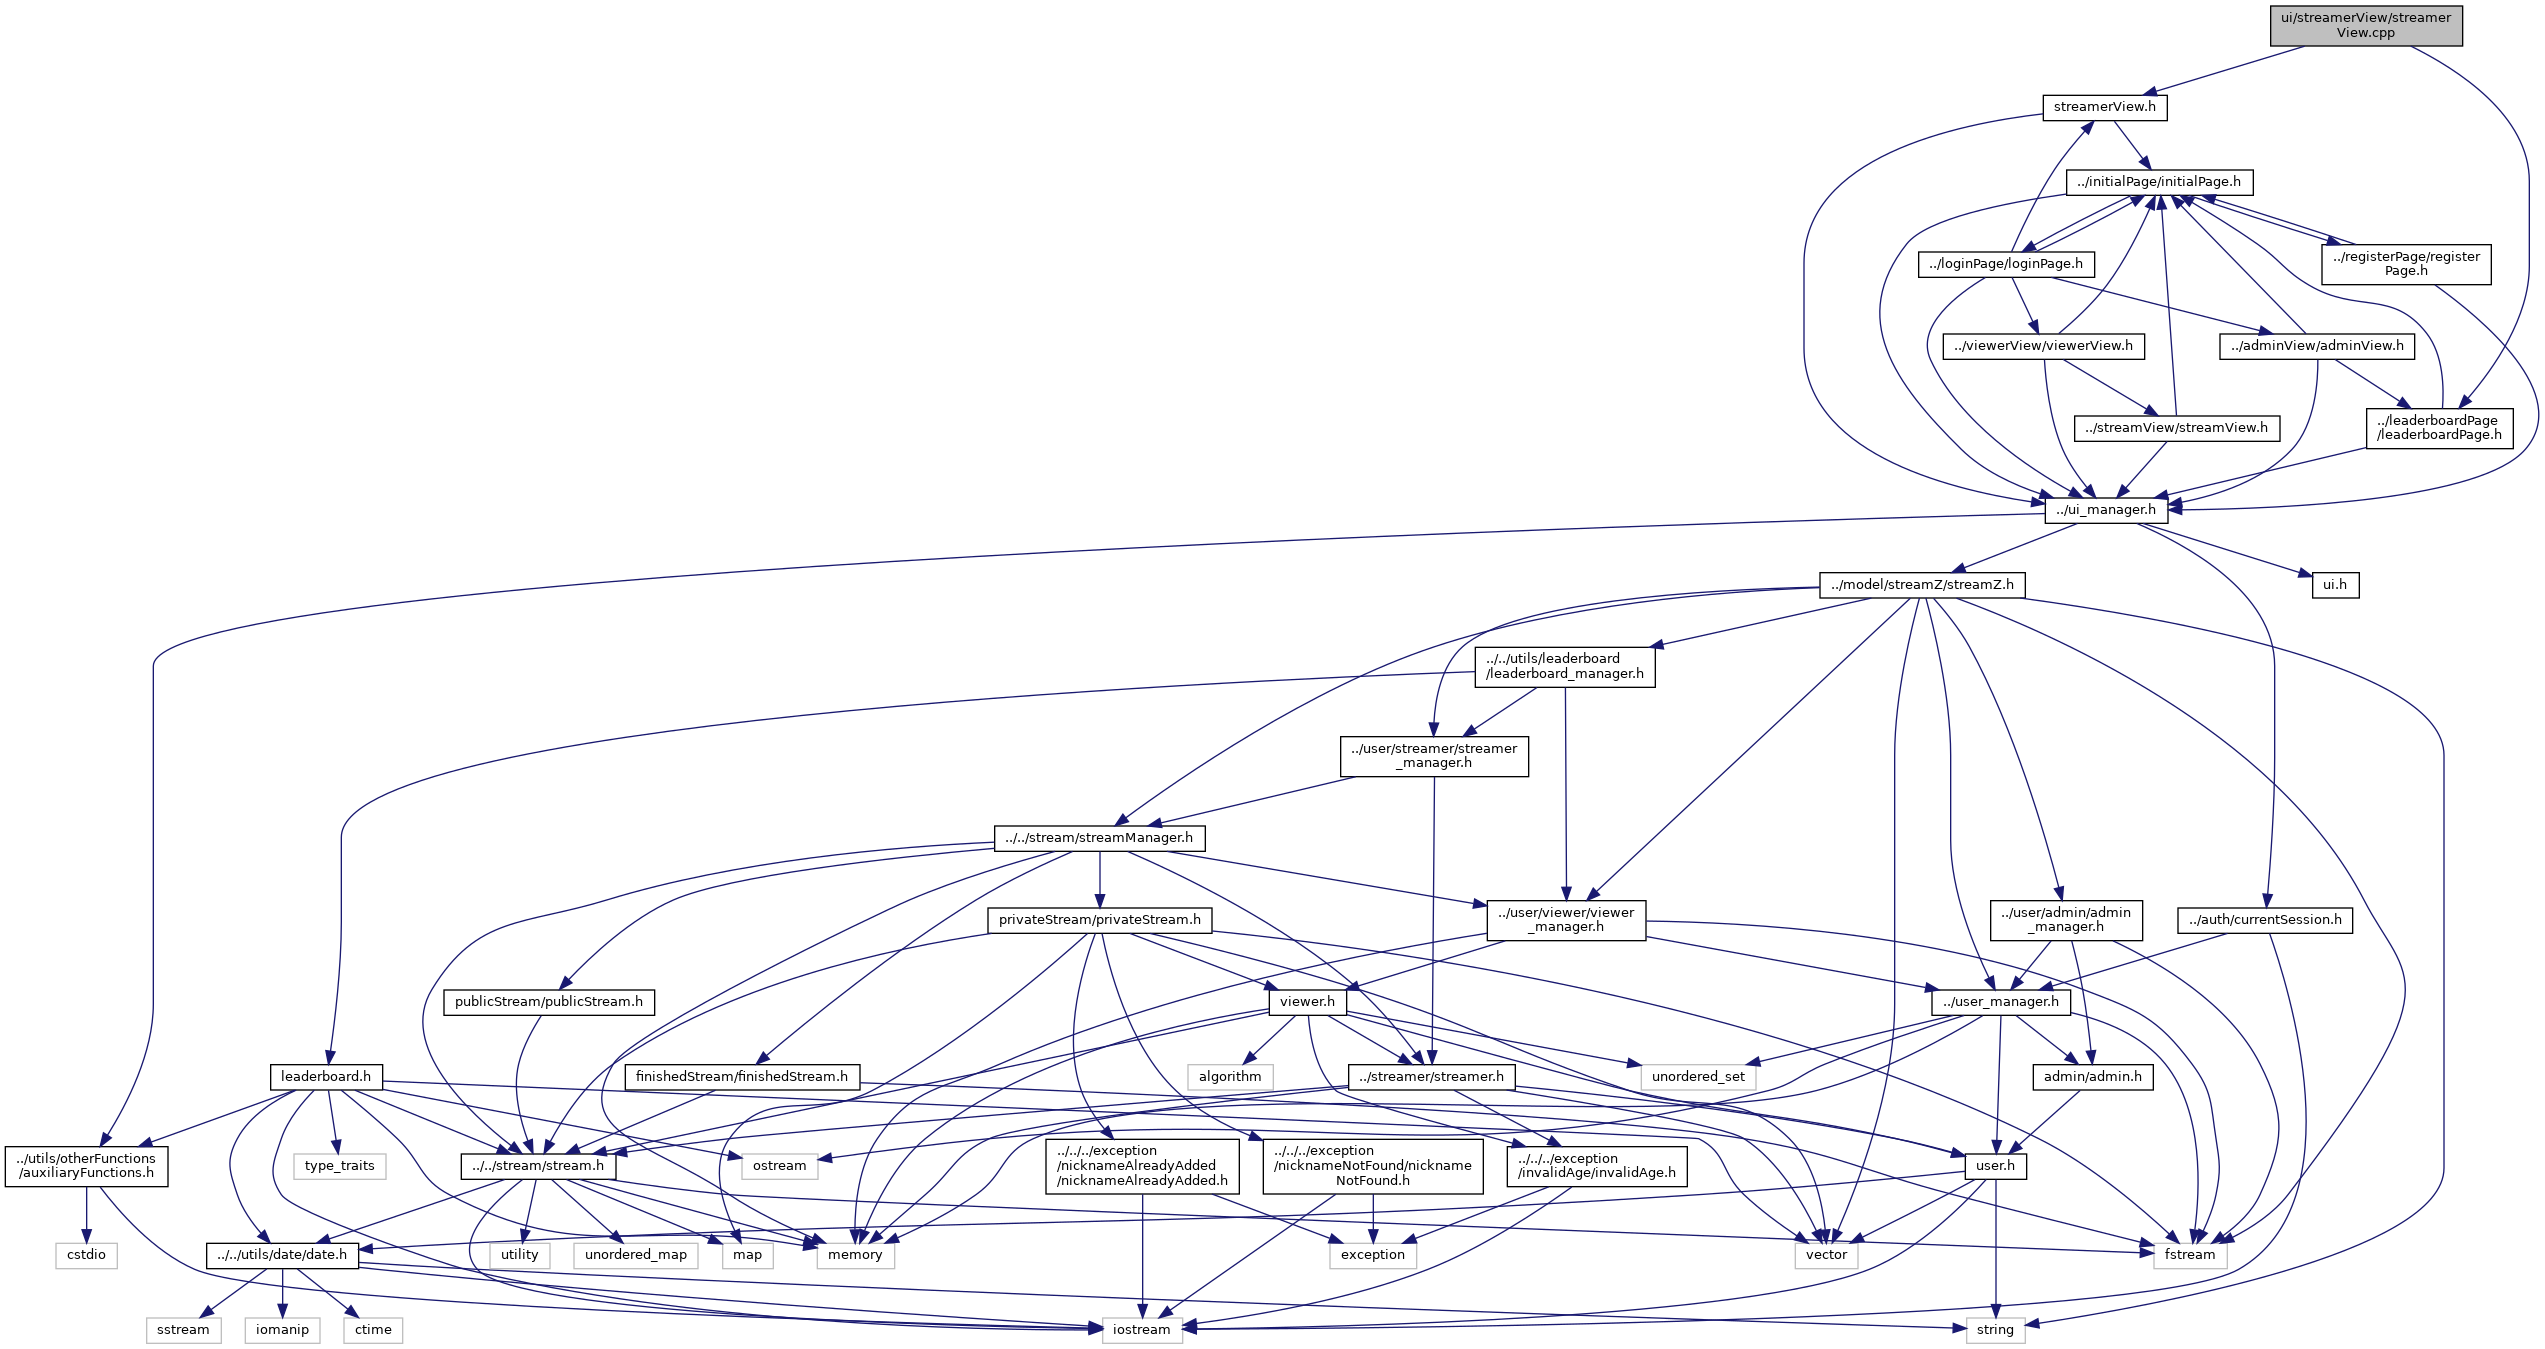 ui/streamerView/streamer
View.cpp
streamerView.h
../initialPage/initialPage.h
../loginPage/loginPage.h
../registerPage/register
Page.h
../viewerView/viewerView.h
../adminView/adminView.h
../streamView/streamView.h
../leaderboardPage
/leaderboardPage.h
../ui_manager.h
../model/streamZ/streamZ.h
ui.h
../../utils/leaderboard
/leaderboard_manager.h
../user/streamer/streamer
_manager.h
../../stream/streamManager.h
privateStream/privateStream.h
../user/viewer/viewer
_manager.h
../user/admin/admin
_manager.h
../auth/currentSession.h
publicStream/publicStream.h
viewer.h
../user_manager.h
leaderboard.h
finishedStream/finishedStream.h
algorithm
../streamer/streamer.h
unordered_set
admin/admin.h
../utils/otherFunctions
/auxiliaryFunctions.h
type_traits
../../stream/stream.h
ostream
../../../exception
/nicknameAlreadyAdded
/nicknameAlreadyAdded.h
../../../exception
/nicknameNotFound/nickname
NotFound.h
../../../exception
/invalidAge/invalidAge.h
user.h
cstdio
../../utils/date/date.h
utility
unordered_map
map
memory
exception
vector
fstream
sstream
iomanip
ctime
iostream
string